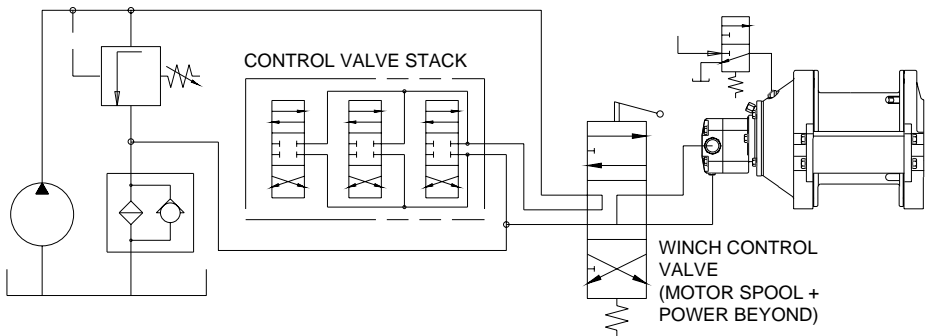 CONTROL VALVE STACK
WINCH CONTROL
VALVE
(MOTOR SPOOL +
POWER BEYOND)